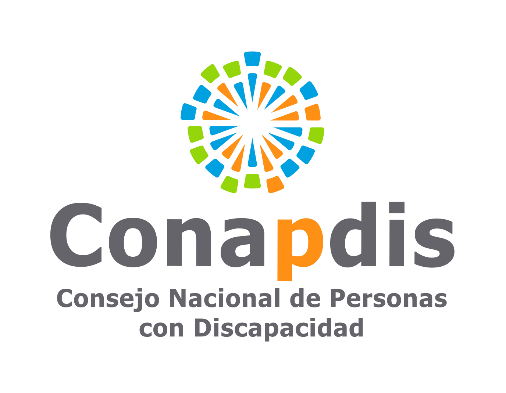 Conapdis
Consejo Nacional de Personas
con Discapacidad